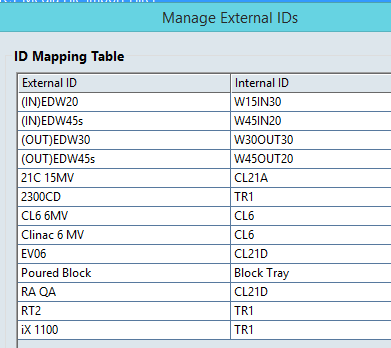 Manage External IDs
ID Mapping Table
External ID Internal ID
(IN)EDW20 W15IN30
(IN)EDW45s W45IN20
(OUT)EDW30 W30OUT30
(OUT)EDW45s W45OUT20
21C 15MV CL21A
2300CD TR1
CL6 6MV CL6
Clinac 6 MV CL6
EV06 CL21D
Poured Block Block Tray
RA QA CL21D
RT2 TR1
iX 1100 TR1